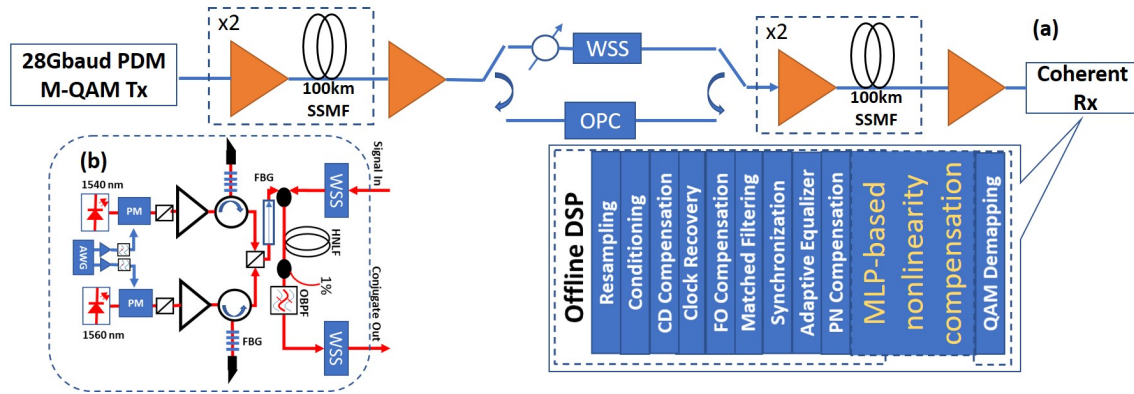 (a)
28Gbaud PDM
M-QAM Tx
x2
100km
SSMF
WSS
OPC
x2
100km
SSMF
Coherent
Rx
(b)
1540 nm
PM
AWG
PM
1560 nm
FBG
FBG
WSS
Signal In
HNLF
1%
OBPF
WSS
Conjugate Out
Offline DSP
Resampling
Conditioning
CD Compensation
Clock Recovery
FO Compensation
Matched Filtering
Synchronization
Adaptive Equalizer
PN Compensation
MLP-based
nonlinearity
compensation
QAM Demapping